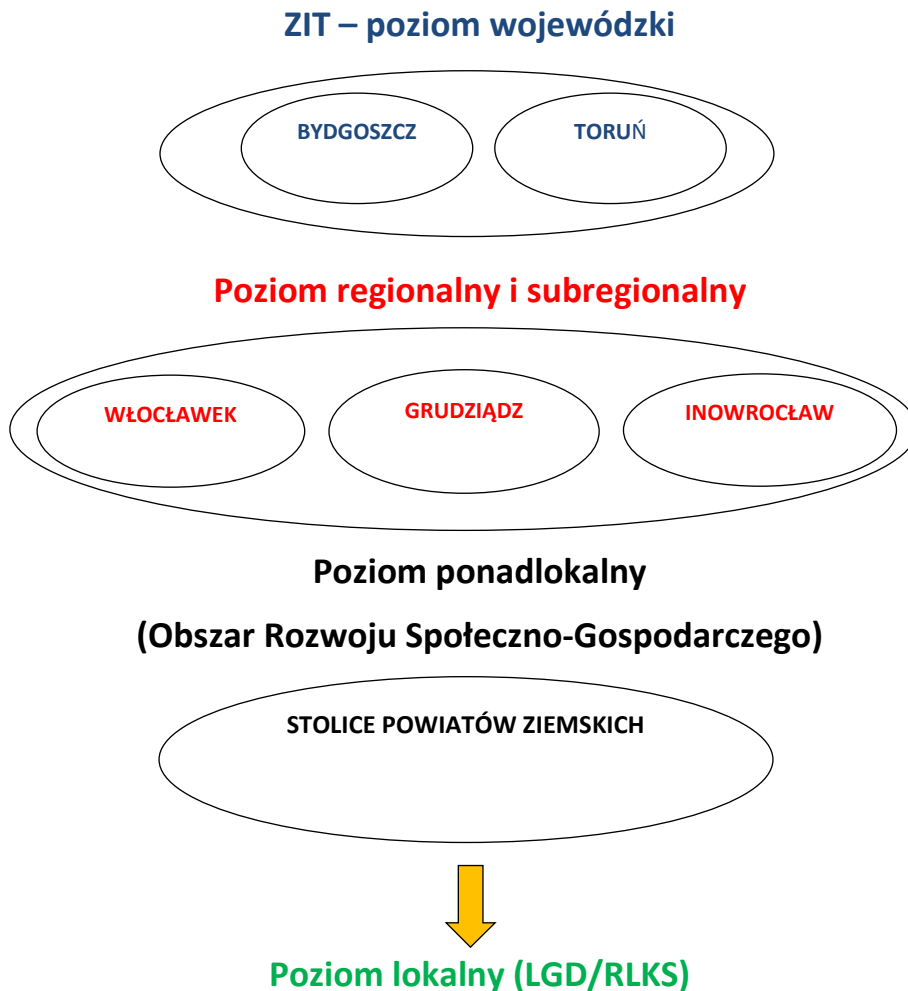 ZIT – poziom wojewódzki
BYDGOSZCZ
TORUŃ
Poziom regionalny i subregionalny
WŁOCŁAWEK
GRUDZIĄDZ
INOWROCŁAW
Poziom ponadlokalny
(Obszar Rozwoju Społeczno-Gospodarczego)
STOLICE POWIATÓW ZIEMSKICH
Poziom lokalny (LGD/RLKS)